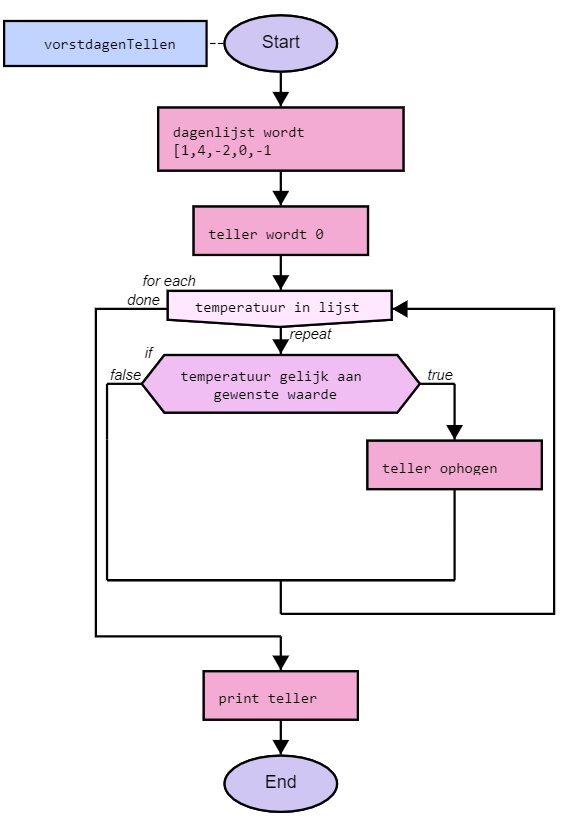 vorstdagenTellen
Start
dagenlijst wordt
[1,4,-2,0,-1
teller wordt 0
for each
done
temperatuur in lijst
repeat
if
false
temperatuur gelijk aan
gewenste waarde
true
teller ophogen
print teller
End